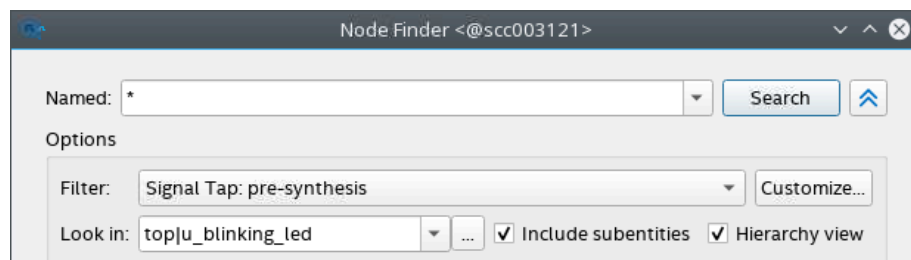 Node Finder <@scc003121>
Named: * Search
Options
Filter: Signal Tap: pre-synthesis Customize...
Look in: top|u_blinking_led ... Include subentities Hierarchy view